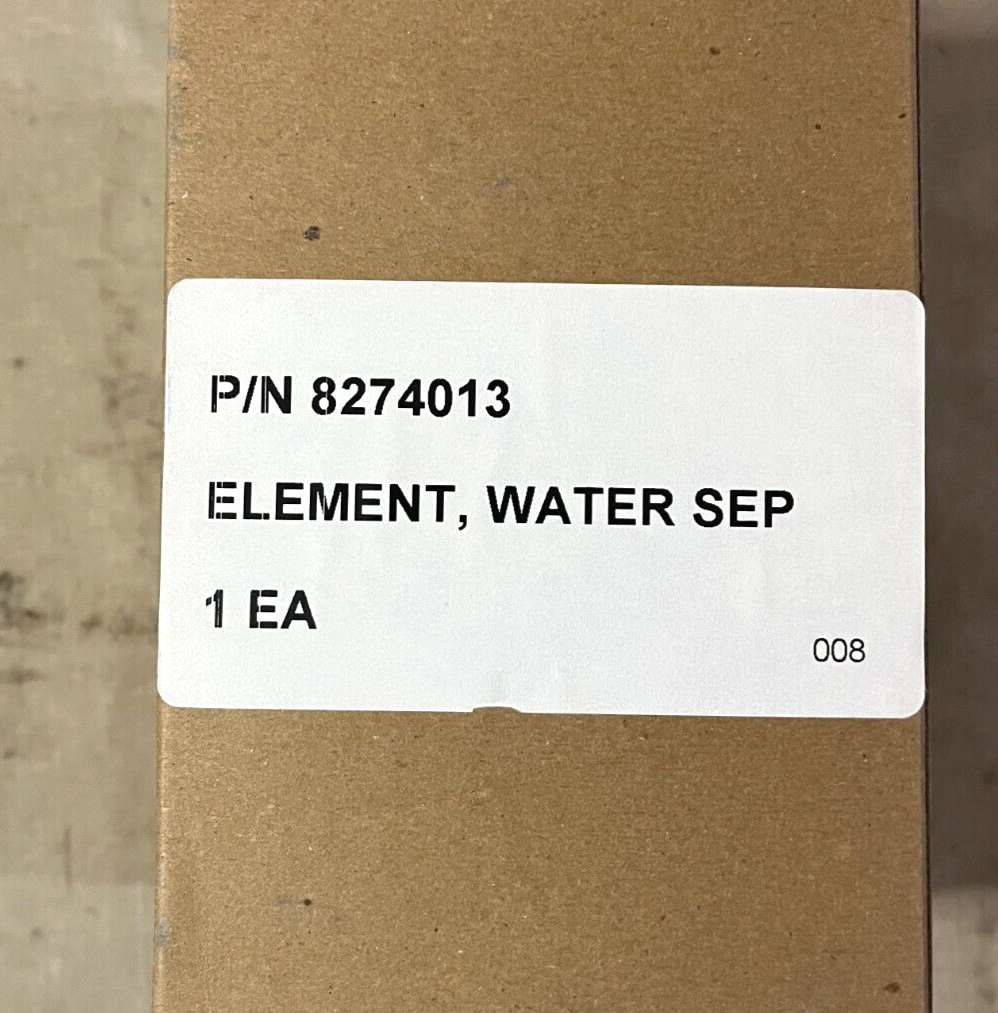 P/N 8274013
ELEMENT, WATER SEP
1 EA
008